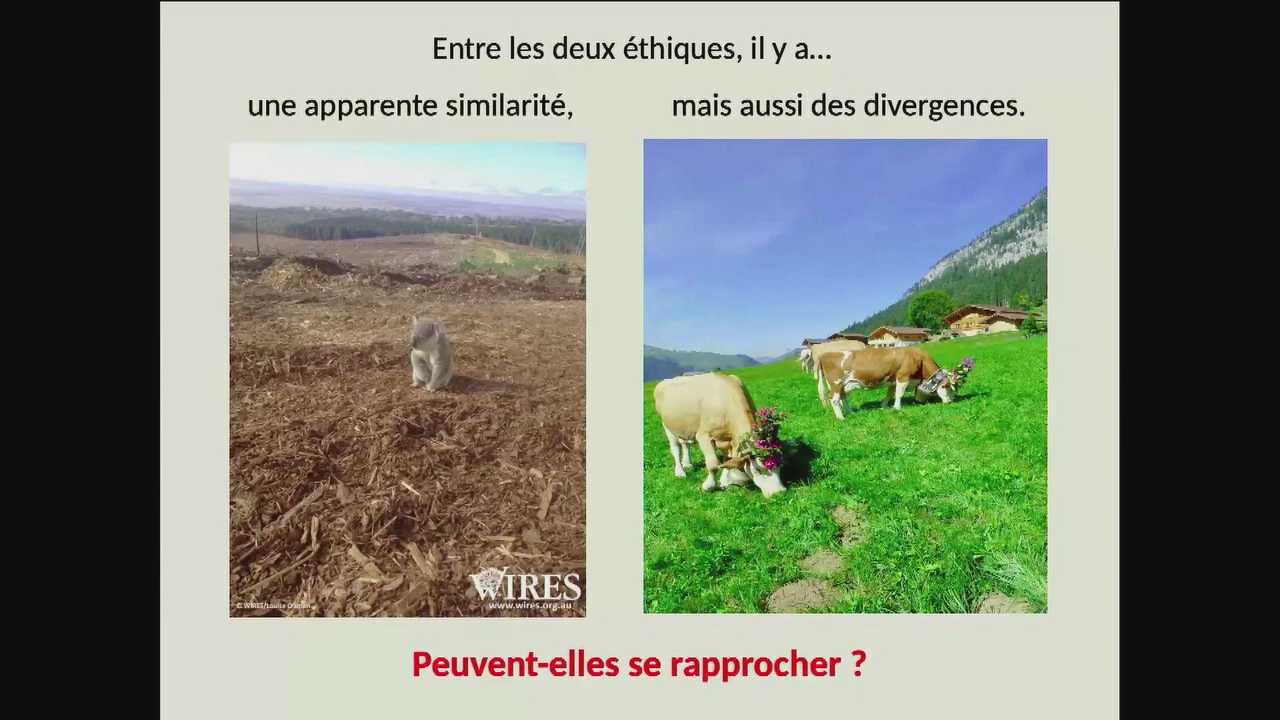 Entre les deux éthiques, il y a...
une apparente similarité,
mais aussi des divergences.
WIRES
www.wires.org.au
Peuvent-elles se rapprocher ?